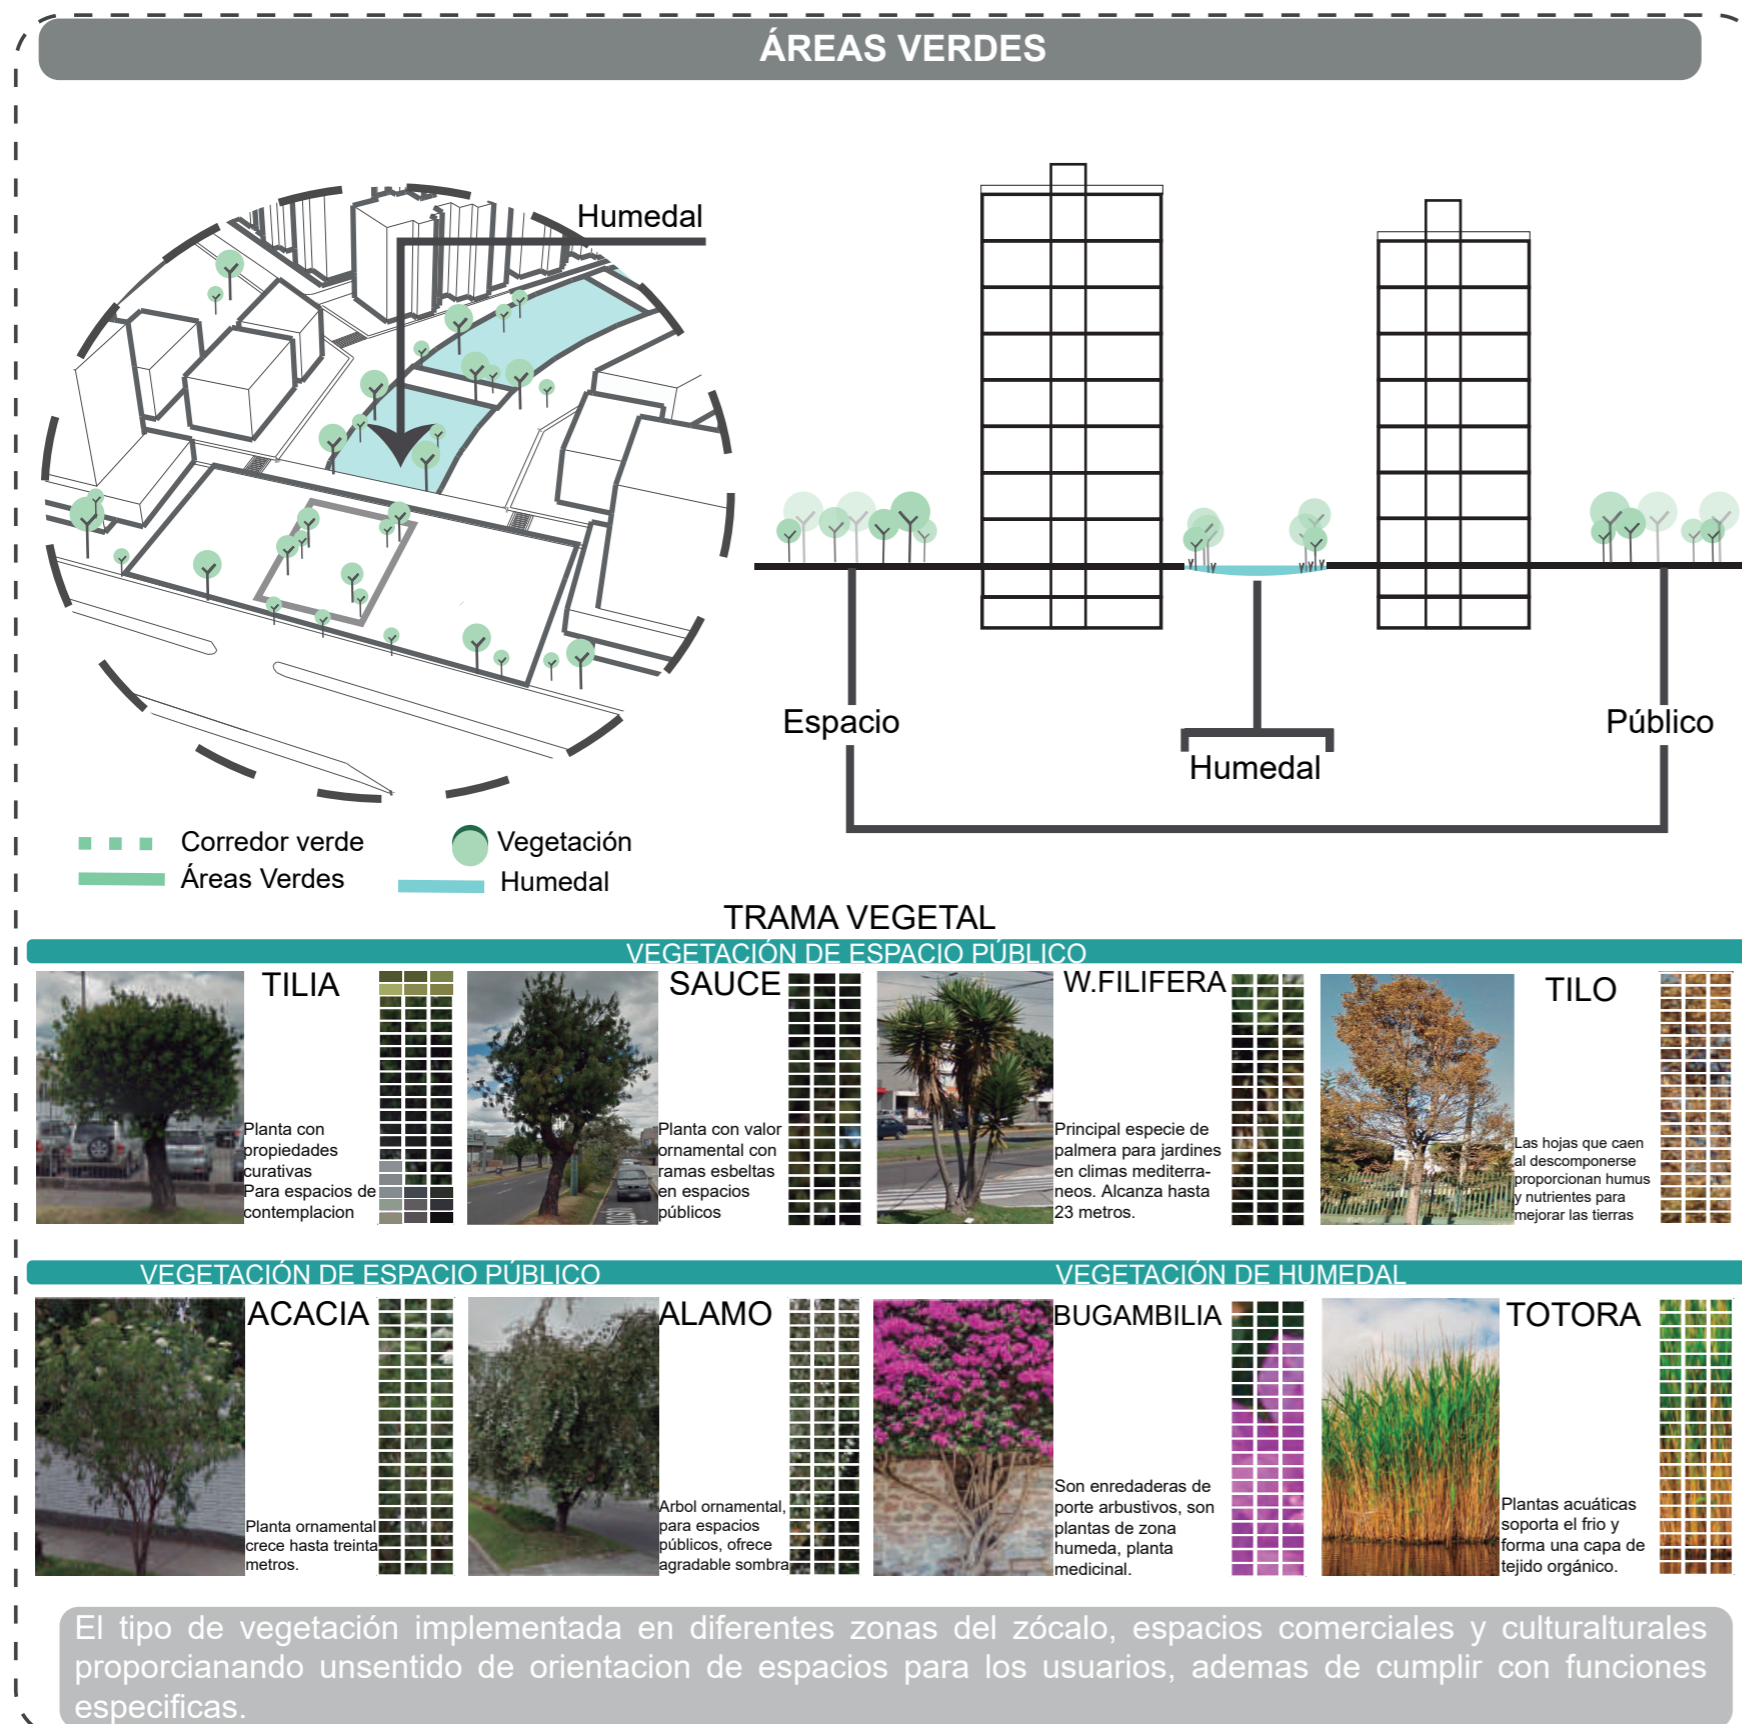 ÁREAS VERDES
Humedal
Espacio
Público
Humedal
Corredor verde
Vegetación
Áreas Verdes
Humedal
TRAMA VEGETAL
VEGETACIÓN DE ESPACIO PÚBLICO
TILIA
Planta con
propiedades
curativas
Para espacios de
contemplacion
SAUCE
Planta con valor
ornamental con
ramas esbeltas
en espacios
públicos
W.FILIFERA
Principal especie de
palmera para jardines
en climas mediterra-
neos. Alcanza hasta
23 metros.
TILO
Las hojas que caen
al descomponerse
proporcionan humus
y nutrientes para
mejorar las tierras
VEGETACIÓN DE ESPACIO PÚBLICO
VEGETACIÓN DE HUMEDAL
ACACIA
Planta ornamental
crece hasta treinta
metros.
ALAMO
Arbol ornamental,
para espacios
públicos, ofrece
agradable sombra
BUGAMBILIA
Son enredaderas de
porte arbustivos, son
plantas de zona
humeda, planta
medicinal.
TOTORA
Plantas acuáticas
soporta el frio y
forma una capa de
tejido orgánico.
El tipo de vegetación implementada en diferentes zonas del zócalo, espacios comerciales y culturalturales
proporcianando unsentido de orientacion de espacios para los usuarios, ademas de cumplir con funciones
especificas.